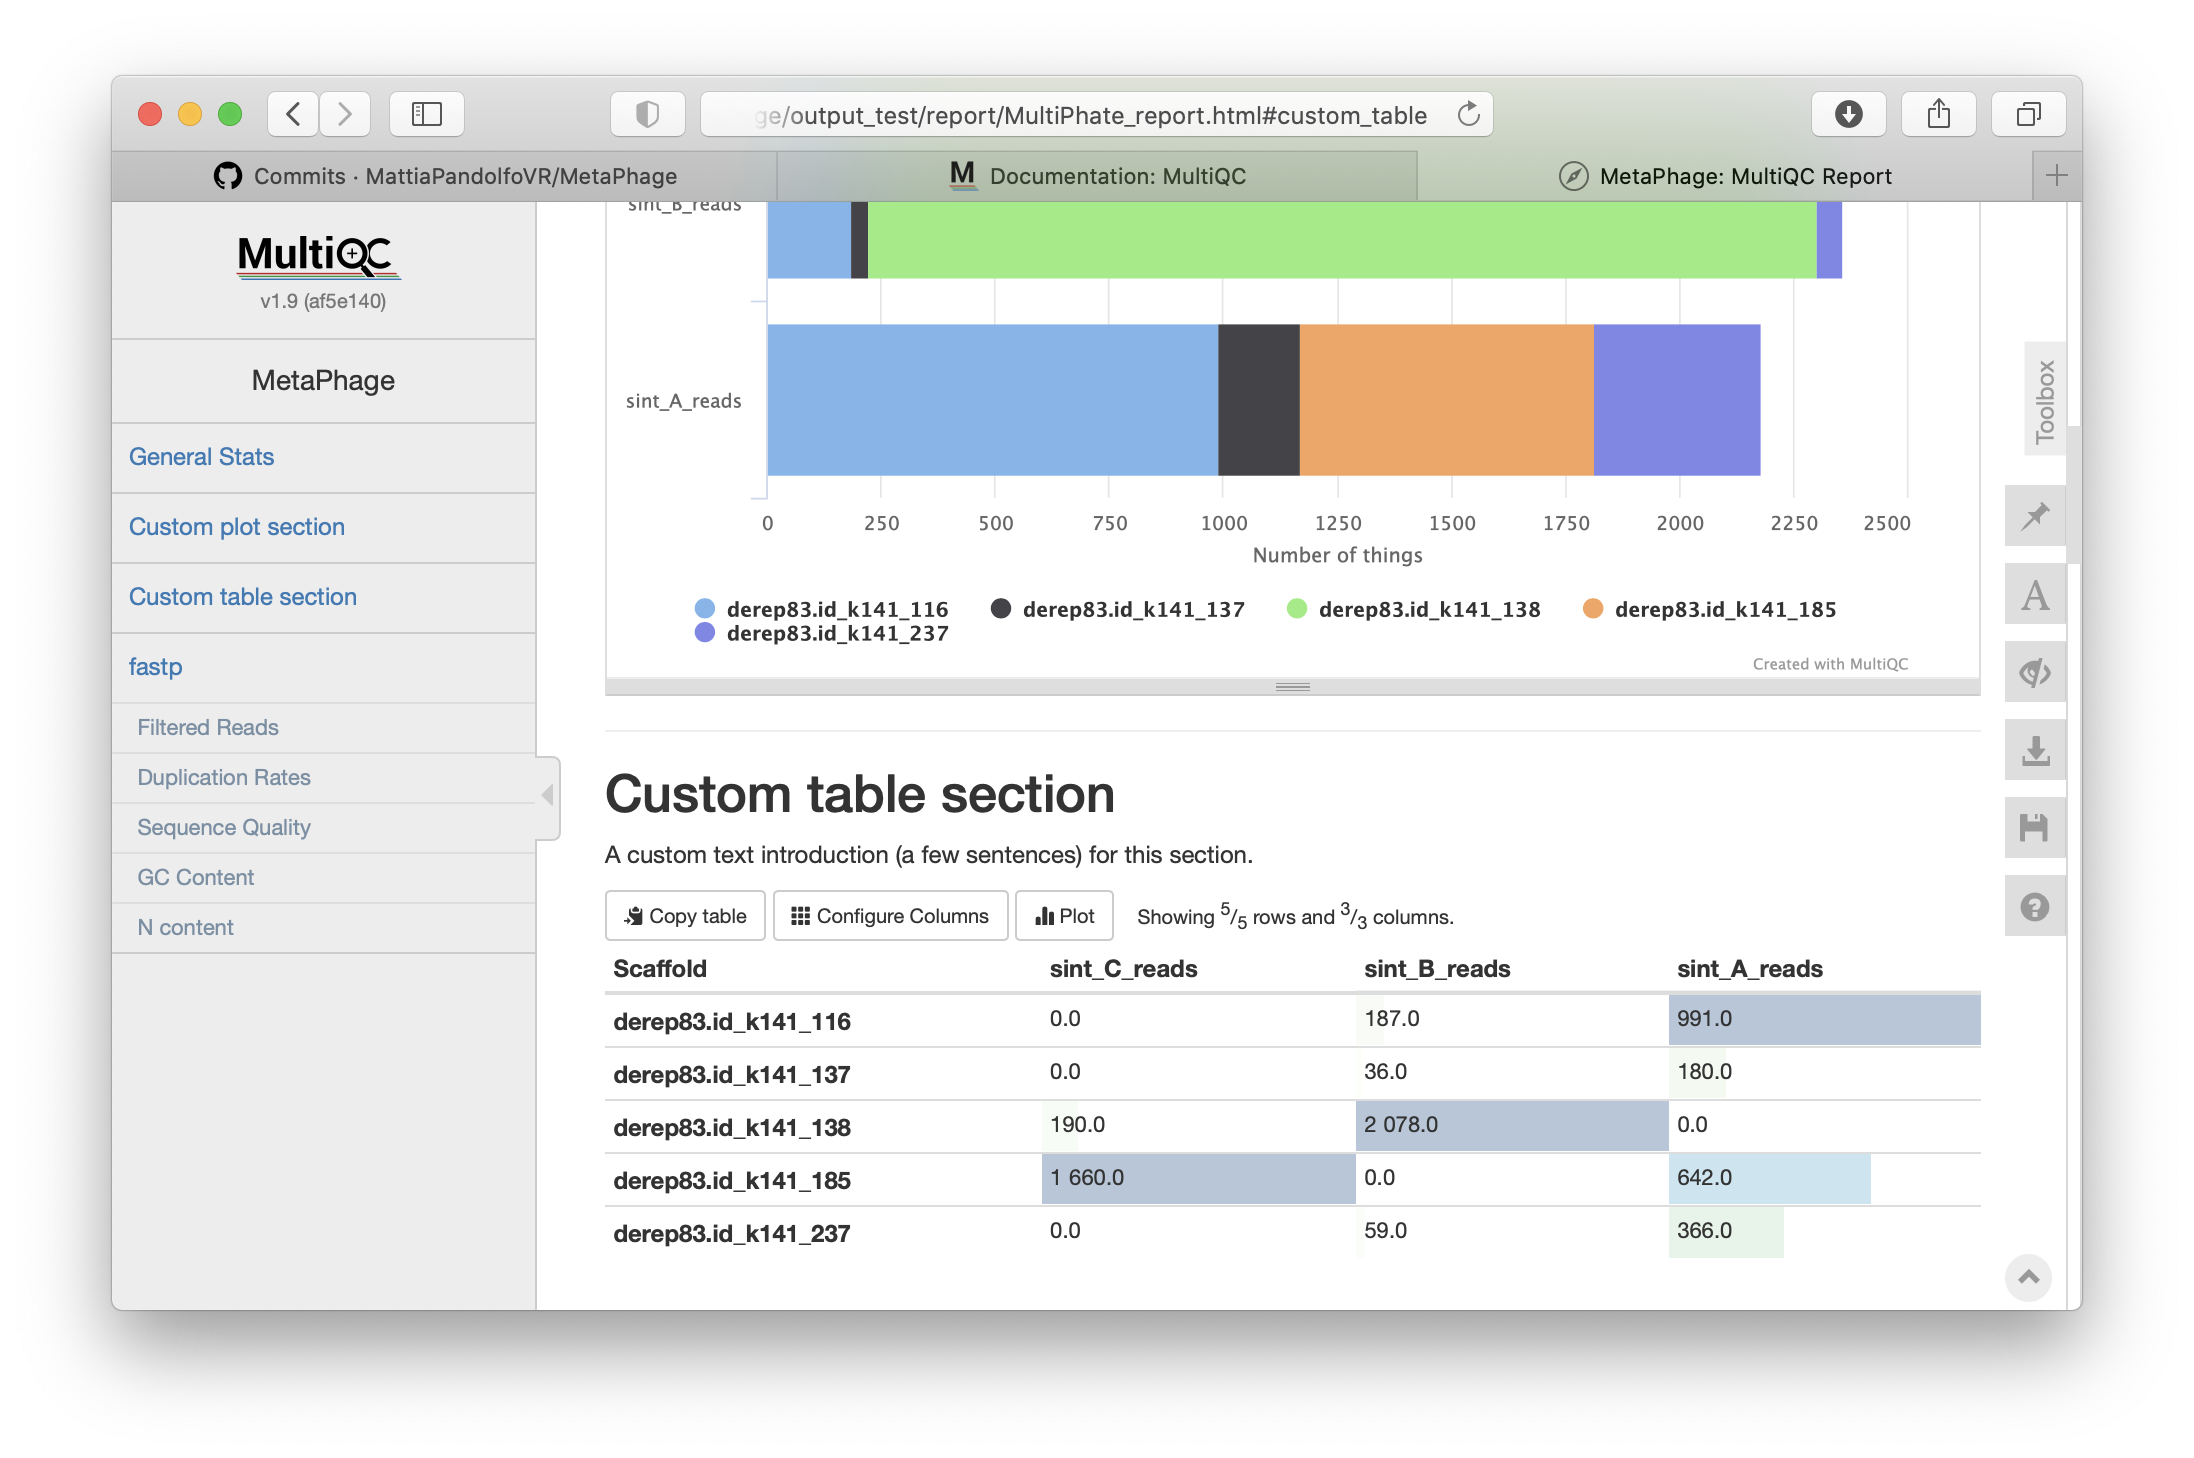 ge/output_test/report/MultiPhate_report.html#custom_table
Commits · MattiaPandolfoVR/MetaPhage
M Documentation: MultiQC
MetaPhage: MultiQC Report
MultiQC
v1.9 (af5e140)
MetaPhage
General Stats
Custom plot section
Custom table section
fastp
Filtered Reads
Duplication Rates
Sequence Quality
GC Content
N content
sint_B_reads
sint_A_reads
0 250 500 750 1000 1250 1500 1750 2000 2250 2500
Number of things
derep83.id_k141_116 derep83.id_k141_137 derep83.id_k141_138 derep83.id_k141_185
derep83.id_k141_237
Created with MultiQC
Toolbox
A
Custom table section
A custom text introduction (a few sentences) for this section.
Copy table Configure Columns Plot Showing 5/5 rows and 3/3 columns.
Scaffold sint_C_reads sint_B_reads sint_A_reads
derep83.id_k141_116 0.0 187.0 991.0
derep83.id_k141_137 0.0 36.0 180.0
derep83.id_k141_138 190.0 2 078.0 0.0
derep83.id_k141_185 1 660.0 0.0 642.0
derep83.id_k141_237 0.0 59.0 366.0